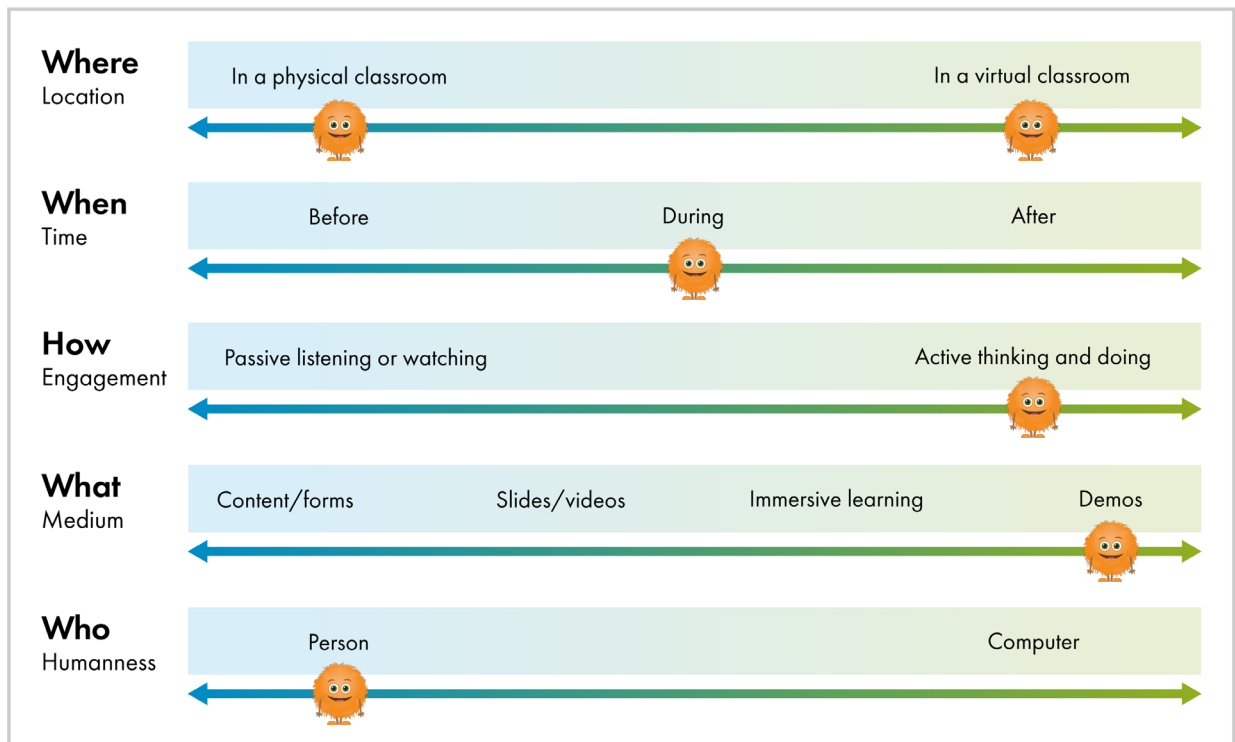 Where
Location
In a physical classroom
In a virtual classroom
When
Time
Before
During
After
How
Engagement
Passive listening or watching
Active thinking and doing
What
Medium
Content/forms
Slides/videos
Immersive learning
Demos
Who
Humanness
Person
Computer